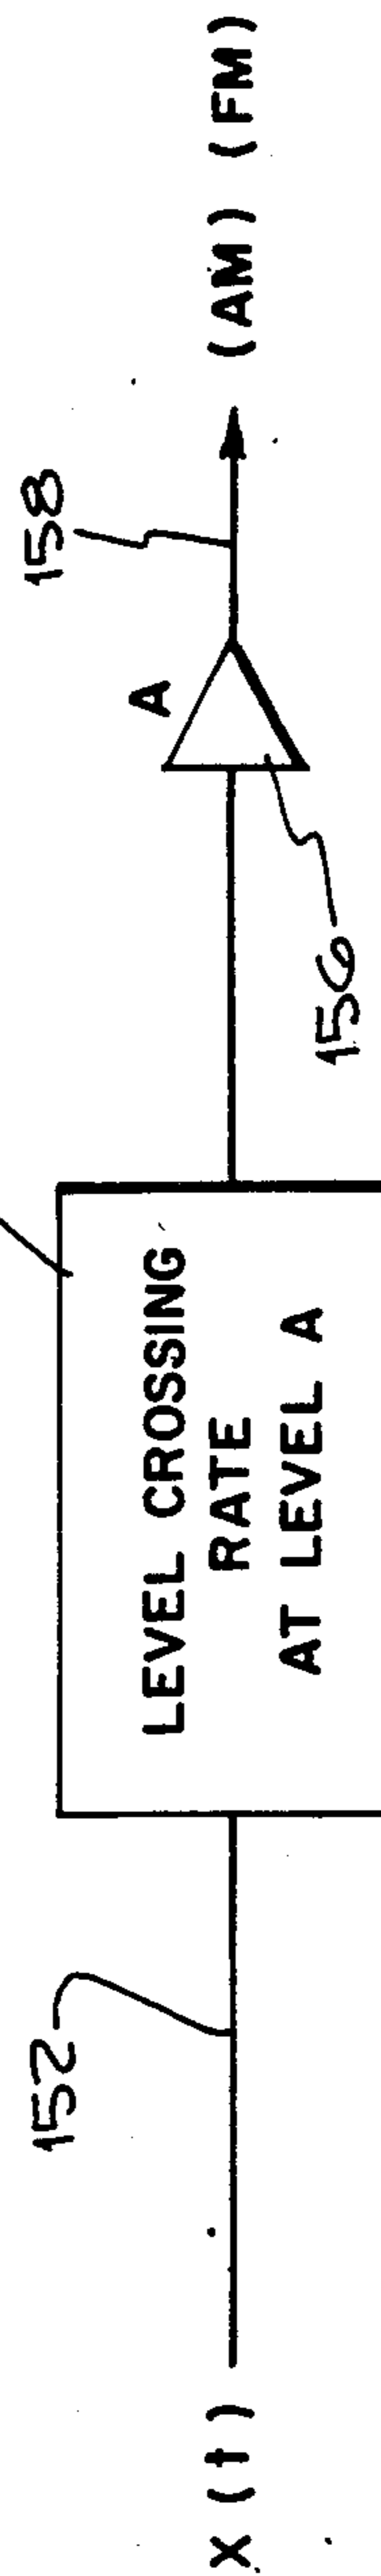 X (t)
152
LEVEL CROSSING
RATE
AT LEVEL A
A
156
158
(AM) (FM)